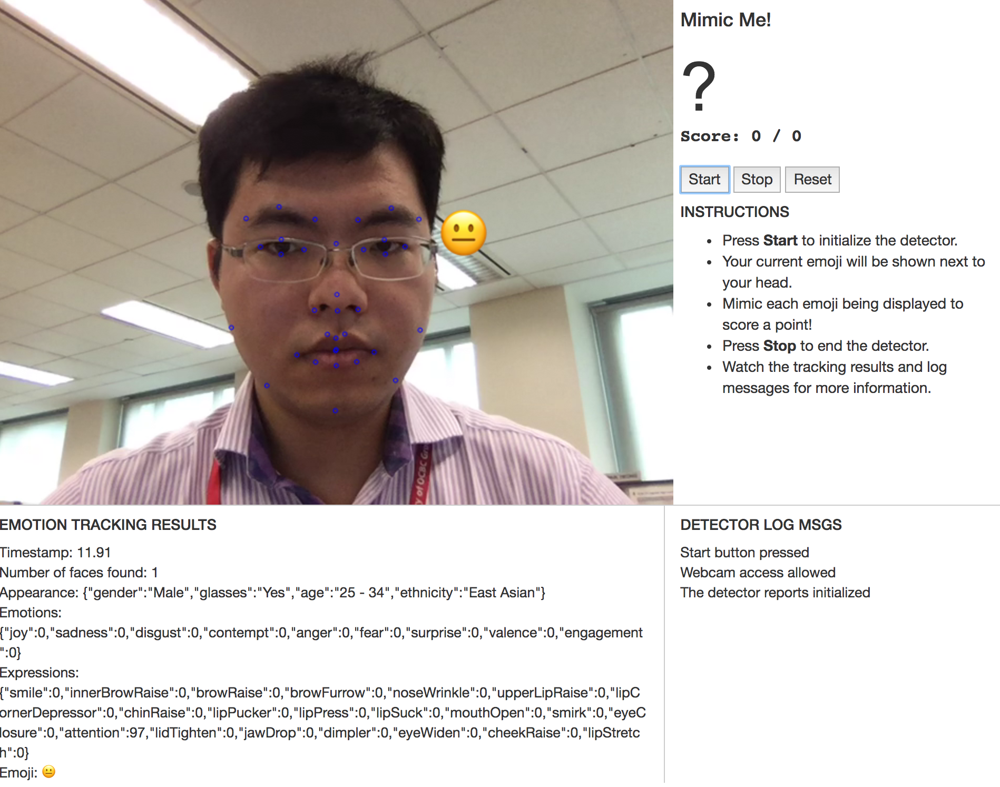 Mimic Me!
?
Score: 0 / 0
Start Stop Reset
INSTRUCTIONS
• Press Start to initialize the detector.
• Your current emoji will be shown next to
your head.
• Mimic each emoji being displayed to
score a point!
• Press Stop to end the detector.
• Watch the tracking results and log
messages for more information.
y of OCBC Gr
EMOTION TRACKING RESULTS
Timestamp: 11.91
Number of faces found: 1
Appearance: {"gender":"Male","glasses":"Yes","age":"25 - 34","ethnicity":"East Asian"}
Emotions:
{"joy":0,"sadness":0,"disgust":0,"contempt":0,"anger":0,"fear":0,"surprise":0,"valence":0,"engagement
":0}
Expressions:
{"smile":0,"innerBrowRaise":0,"browRaise":0,"browFurrow":0,"noseWrinkle":0,"upperLipRaise":0,"lipC
ornerDepressor":0,"chinRaise":0,"lipPucker":0,"lipPress":0,"lipSuck":0,"mouthOpen":0,"smirk":0,"eyeC
losure":0,"attention":97,"lidTighten":0,"jawDrop":0,"dimpler":0,"eyeWiden":0,"cheekRaise":0,"lipStretc
h":0}
Emoji: 😐
DETECTOR LOG MSGS
Start button pressed
Webcam access allowed
The detector reports initialized